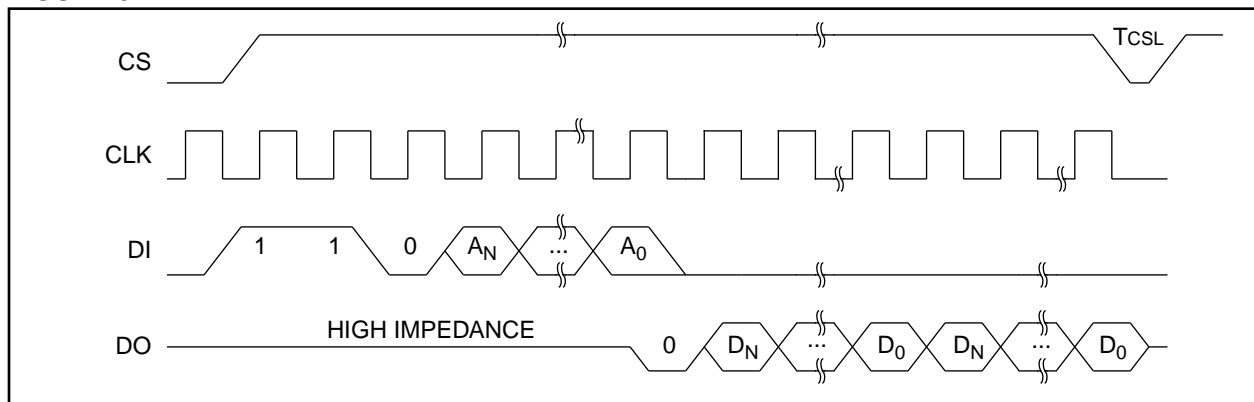 CS TCSL
CLK
DI 1 1 0 AN ... A0
HIGH IMPEDANCE
DO 0 DN ... D0 DN ... D0